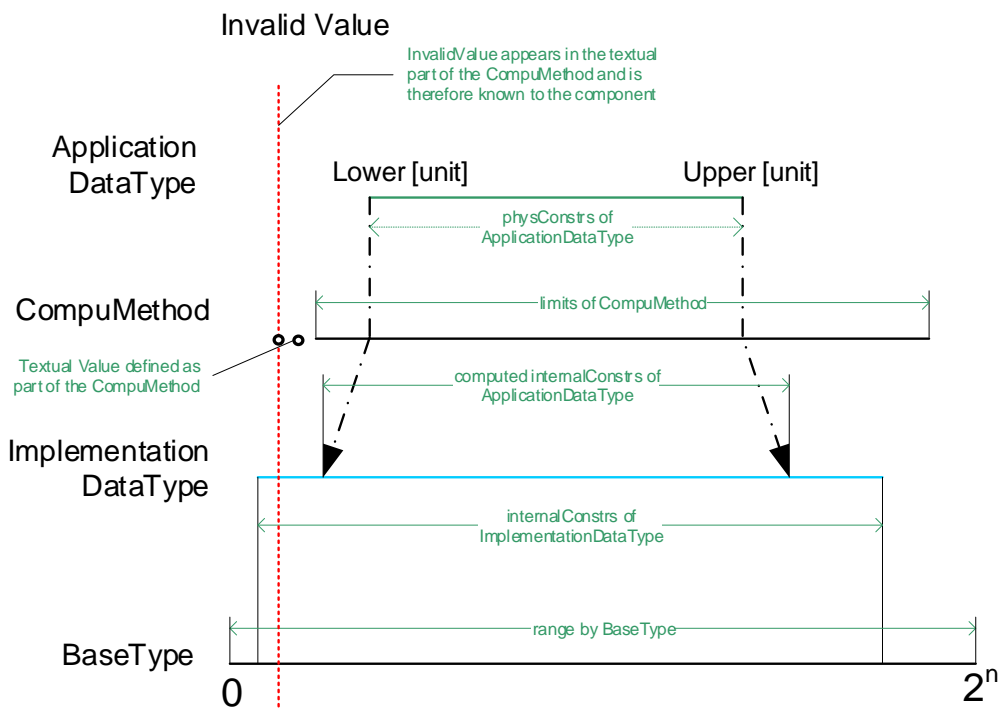 Invalid Value
InvalidValue appears in the textual
part of the CompuMethod and is
therefore known to the component
Application
DataType
Lower [unit]
Upper [unit]
physConstrs of
ApplicationDataType
CompuMethod
limits of CompuMethod
Textual Value defined as
part of the CompuMethod
computed internalConstrs of
ApplicationDataType
Implementation
DataType
internalConstrs of
ImplementationDataType
range by BaseType
BaseType
0
2ⁿ